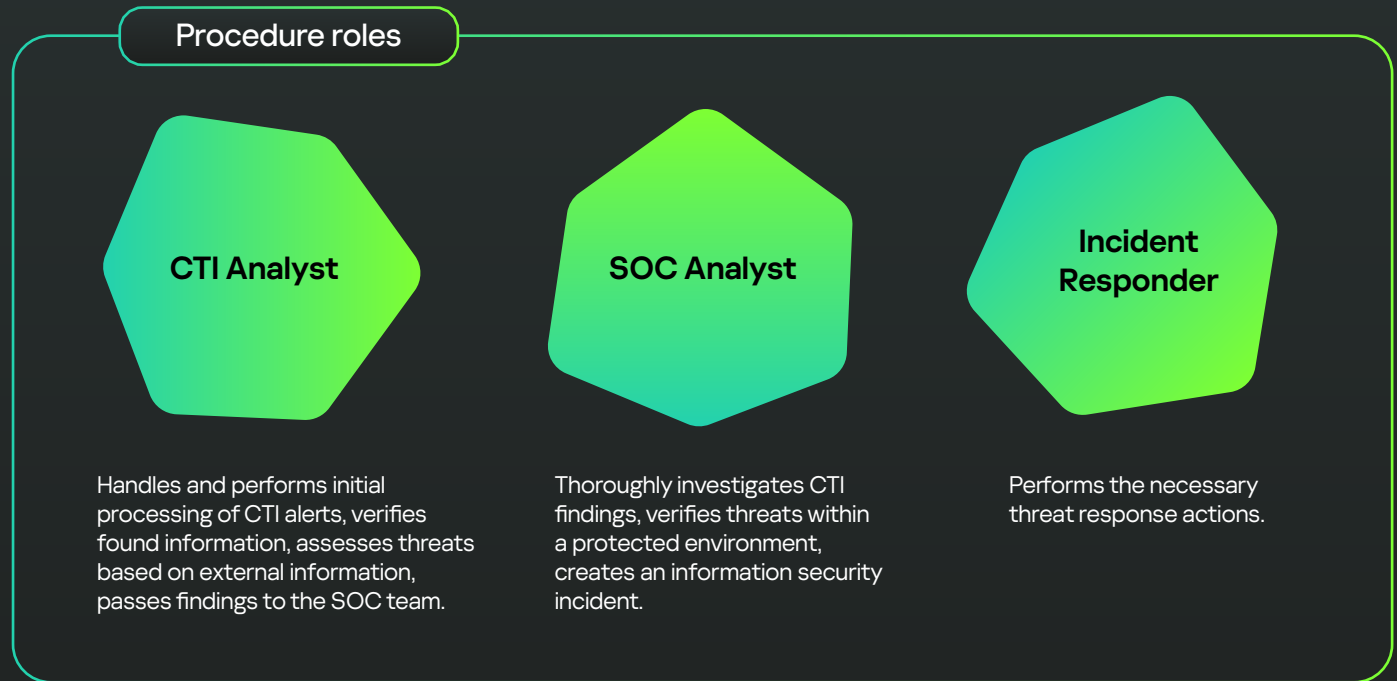 Procedure roles
CTI Analyst
SOC Analyst
Incident
Responder
Handles and performs initial
processing of CTI alerts, verifies
found information, assesses threats
based on external information,
passes findings to the SOC team.
Thoroughly investigates CTI
findings, verifies threats within
a protected environment,
creates an information security
incident.
Performs the necessary
threat response actions.